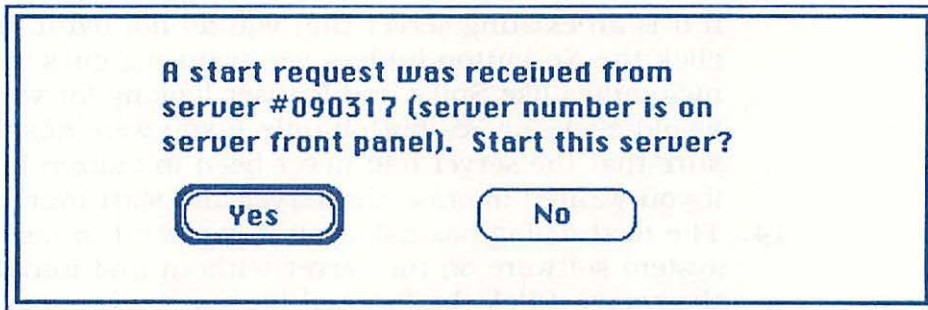 A start request was received from
server #090317 (server number is on
server front panel).  Start this server?
Yes
No